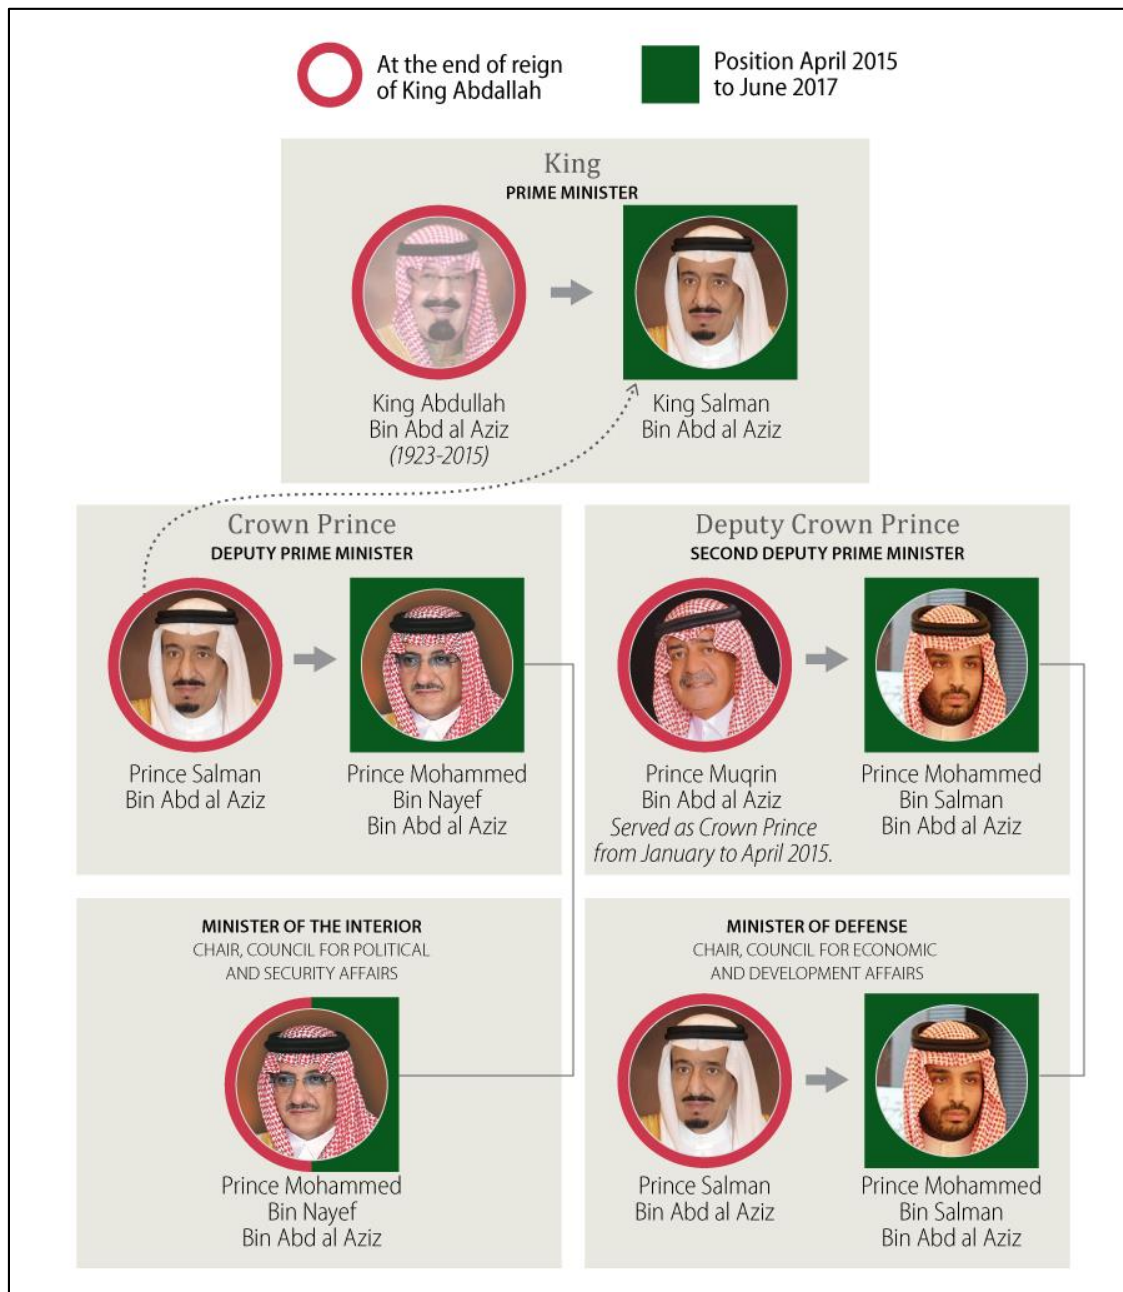 At the end of reign
of King Abdallah
Position April 2015
to June 2017
King
PRIME MINISTER
King Abdullah
Bin Abd al Aziz
(1923-2015)
King Salman
Bin Abd al Aziz
Crown Prince
DEPUTY PRIME MINISTER
Prince Salman
Bin Abd al Aziz
Prince Mohammed
Bin Nayef
Bin Abd al Aziz
Deputy Crown Prince
SECOND DEPUTY PRIME MINISTER
Prince Muqrin
Bin Abd al Aziz
Served as Crown Prince
from January to April 2015.
Prince Mohammed
Bin Salman
Bin Abd al Aziz
MINISTER OF THE INTERIOR
CHAIR, COUNCIL FOR POLITICAL
AND SECURITY AFFAIRS
Prince Mohammed
Bin Nayef
Bin Abd al Aziz
MINISTER OF DEFENSE
CHAIR, COUNCIL FOR ECONOMIC
AND DEVELOPMENT AFFAIRS
Prince Salman
Bin Abd al Aziz
Prince Mohammed
Bin Salman
Bin Abd al Aziz